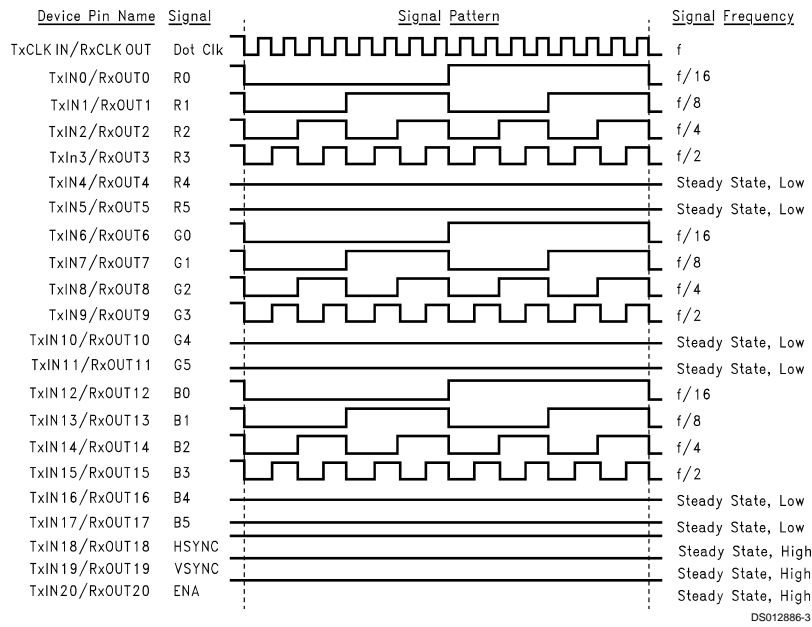 Device Pin Name Signal Signal Pattern Signal Frequency
TxCLK IN/RxCLK OUT Dot Clk f
TxIN0/RxOUT0 R0 f/16
TxIN1/RxOUT1 R1 f/8
TxIN2/RxOUT2 R2 f/4
TxIn3/RxOUT3 R3 f/2
TxIN4/RxOUT4 R4 Steady State, Low
TxIN5/RxOUT5 R5 Steady State, Low
TxIN6/RxOUT6 G0 f/16
TxIN7/RxOUT7 G1 f/8
TxIN8/RxOUT8 G2 f/4
TxIN9/RxOUT9 G3 f/2
TxIN10/RxOUT10 G4 Steady State, Low
TxIN11/RxOUT11 G5 Steady State, Low
TxIN12/RxOUT12 B0 f/16
TxIN13/RxOUT13 B1 f/8
TxIN14/RxOUT14 B2 f/4
TxIN15/RxOUT15 B3 f/2
TxIN16/RxOUT16 B4 Steady State, Low
TxIN17/RxOUT17 B5 Steady State, Low
TxIN18/RxOUT18 HSYNC Steady State, High
TxIN19/RxOUT19 VSYNC Steady State, High
TxIN20/RxOUT20 ENA Steady State, High
DS012886-3